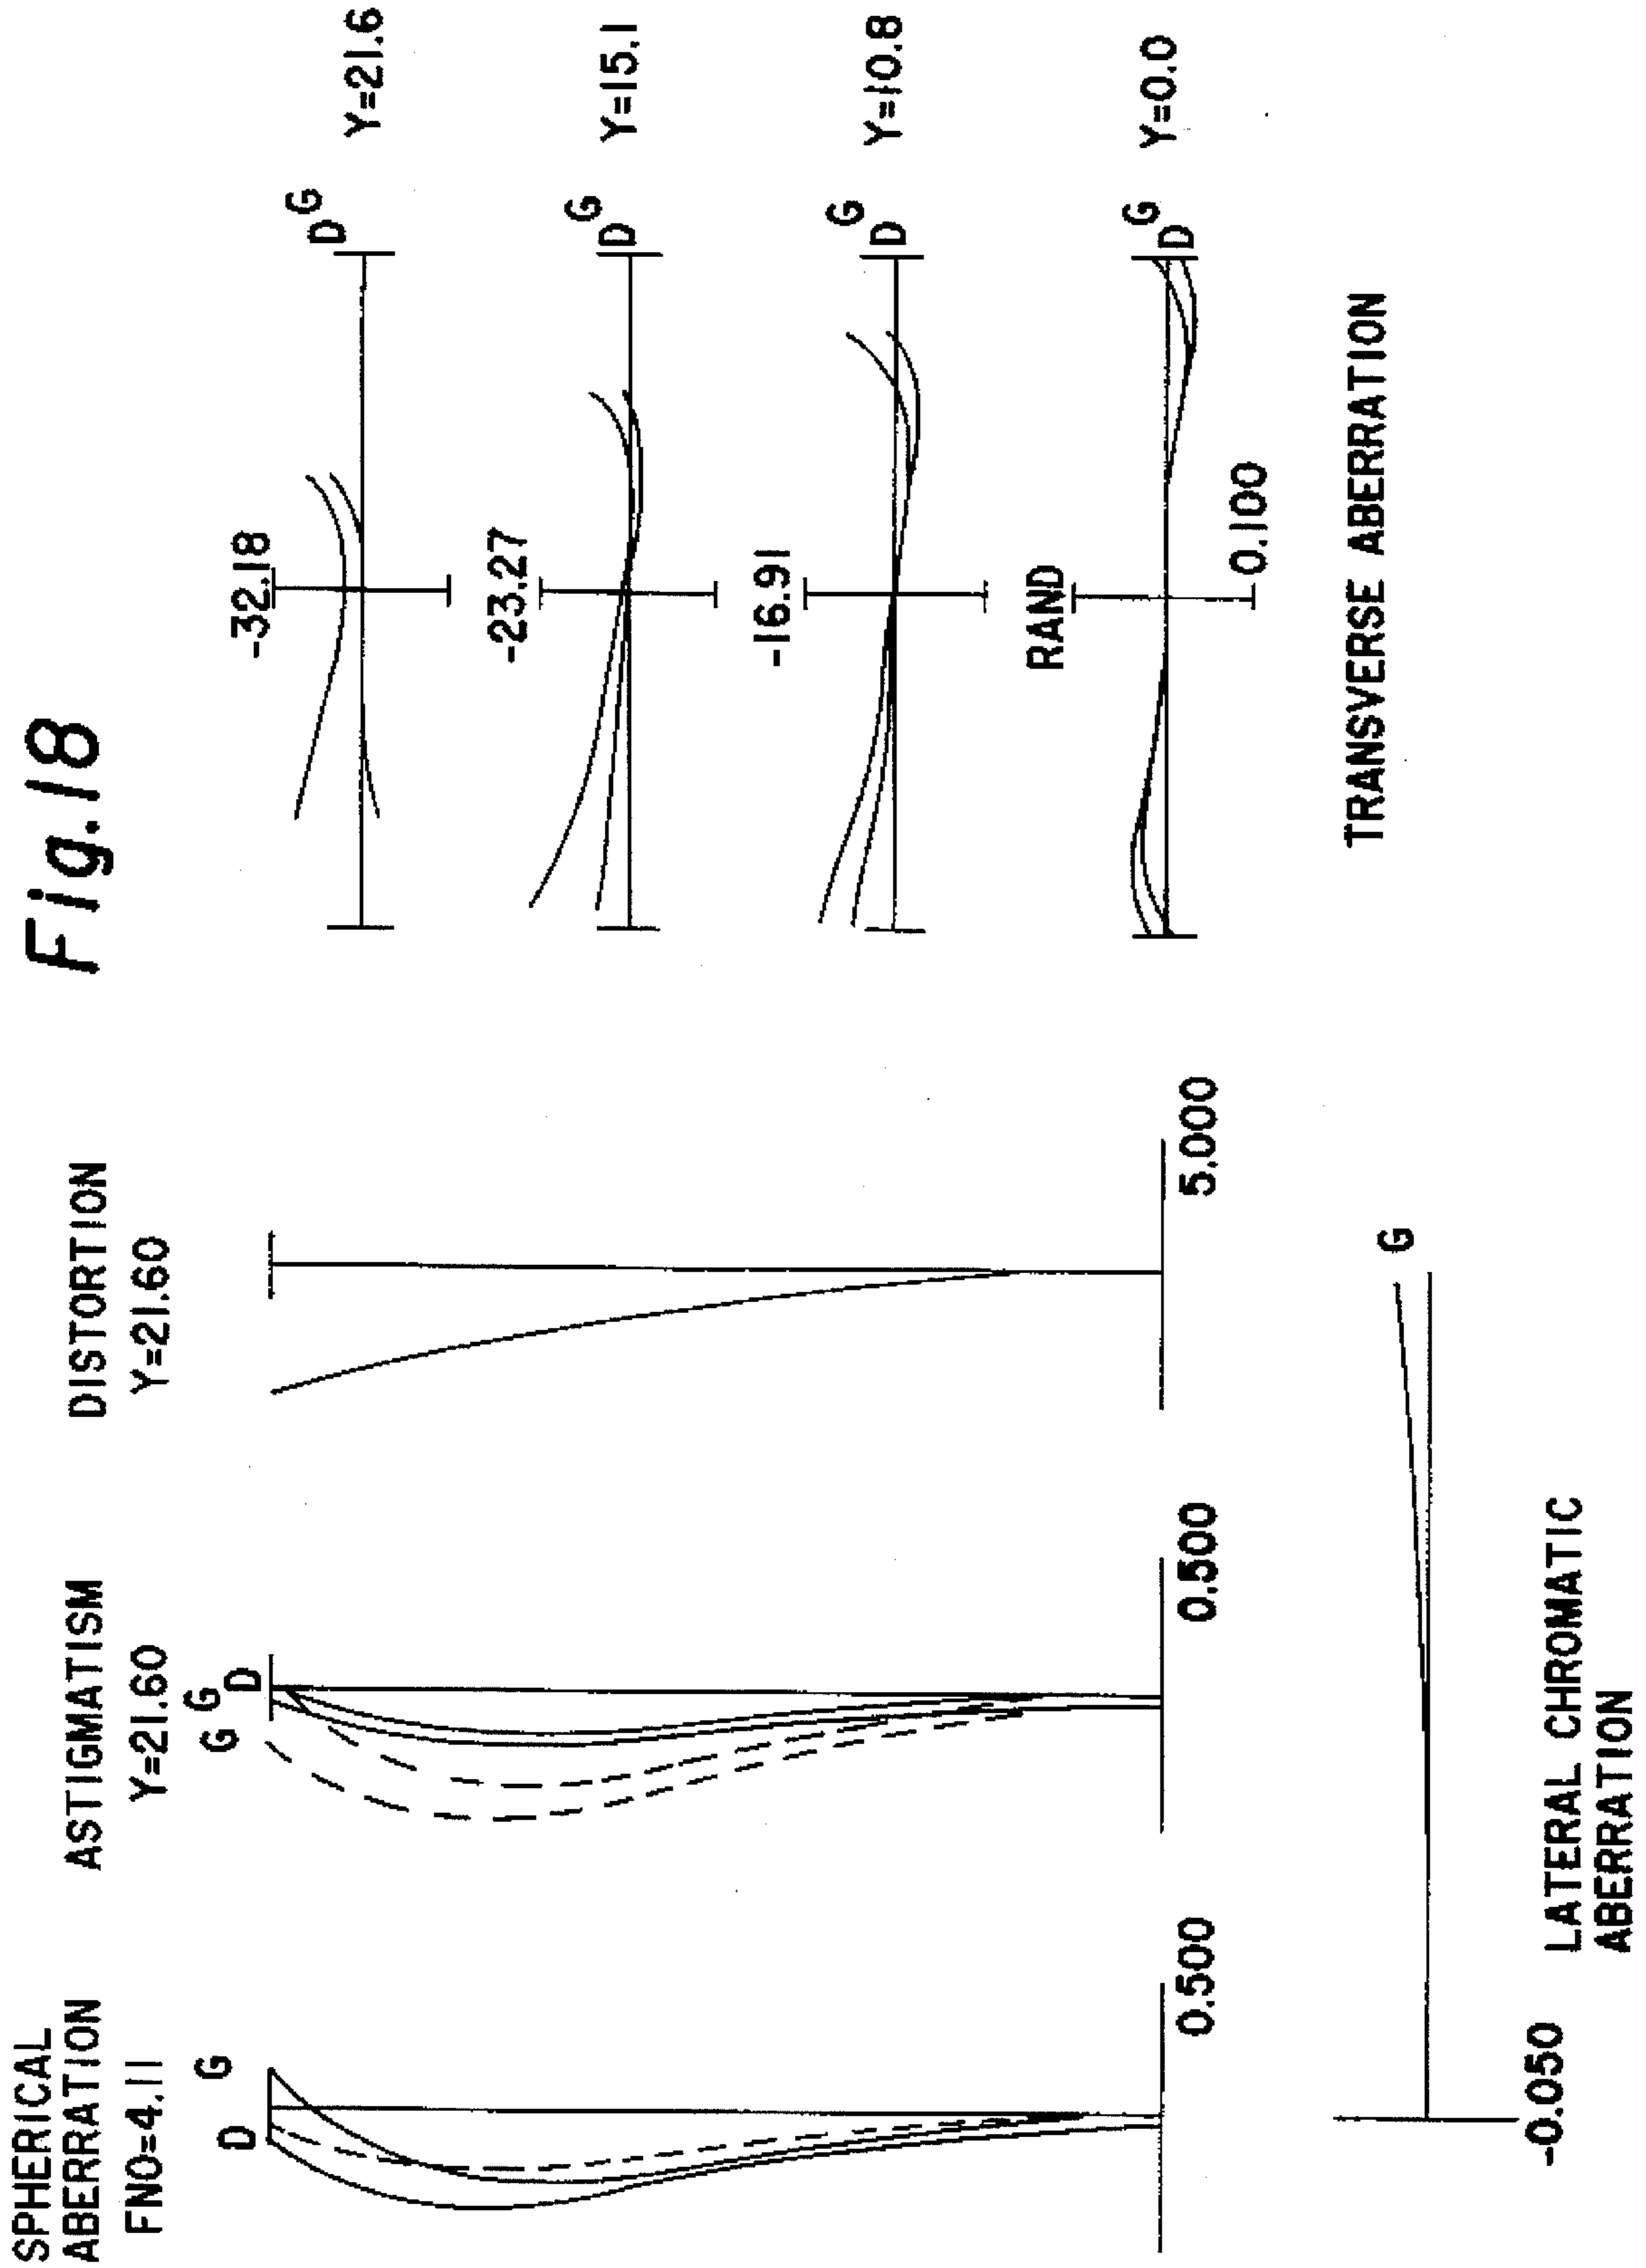 Fig.18
SPHERICAL
ABERRATION
FNO=4.11
D
G
0.500
ASTIGMATISM
Y=21.60
G
G
D
0.500
DISTORTION
Y=21.60
5.000
-32.18
D
G
Y=21.6
-23.27
D
G
Y=15.1
-16.91
D
G
Y=10.8
RAND
D
G
Y=0.0
0.100
TRANSVERSE ABERRATION
G
-0.050
LATERAL CHROMATIC
ABERRATION